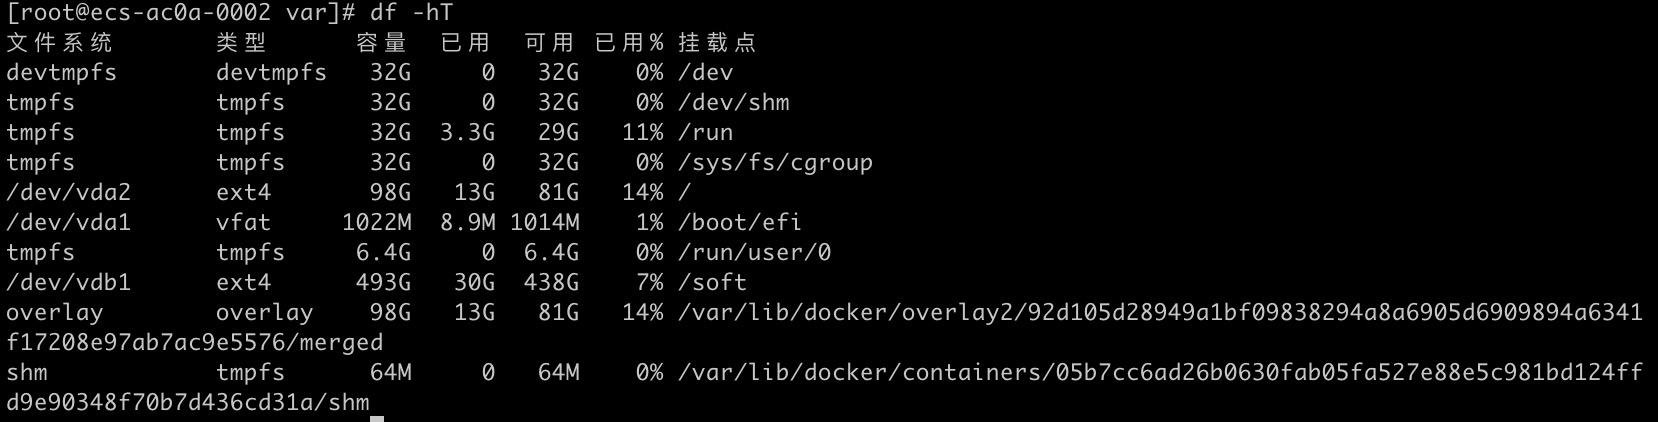 [root@ecs-ac0a-0002 var]# df -hT
文件系统       类型      容量  已用  可用 已用% 挂载点
devtmpfs       devtmpfs   32G     0   32G    0% /dev
tmpfs          tmpfs      32G     0   32G    0% /dev/shm
tmpfs          tmpfs      32G  3.3G   29G   11% /run
tmpfs          tmpfs      32G     0   32G    0% /sys/fs/cgroup
/dev/vda2      ext4       98G   13G   81G   14% /
/dev/vda1      vfat     1022M  8.9M 1014M    1% /boot/efi
tmpfs          tmpfs     6.4G     0  6.4G    0% /run/user/0
/dev/vdb1      ext4      493G   30G  438G    7% /soft
overlay        overlay    98G   13G   81G   14% /var/lib/docker/overlay2/92d105d28949a1bf09838294a8a6905d6909894a6341
f17208e97ab7ac9e5576/merged
shm            tmpfs      64M     0   64M    0% /var/lib/docker/containers/05b7cc6ad26b0630fab05fa527e88e5c981bd124ff
d9e90348f70b7d436cd31a/shm